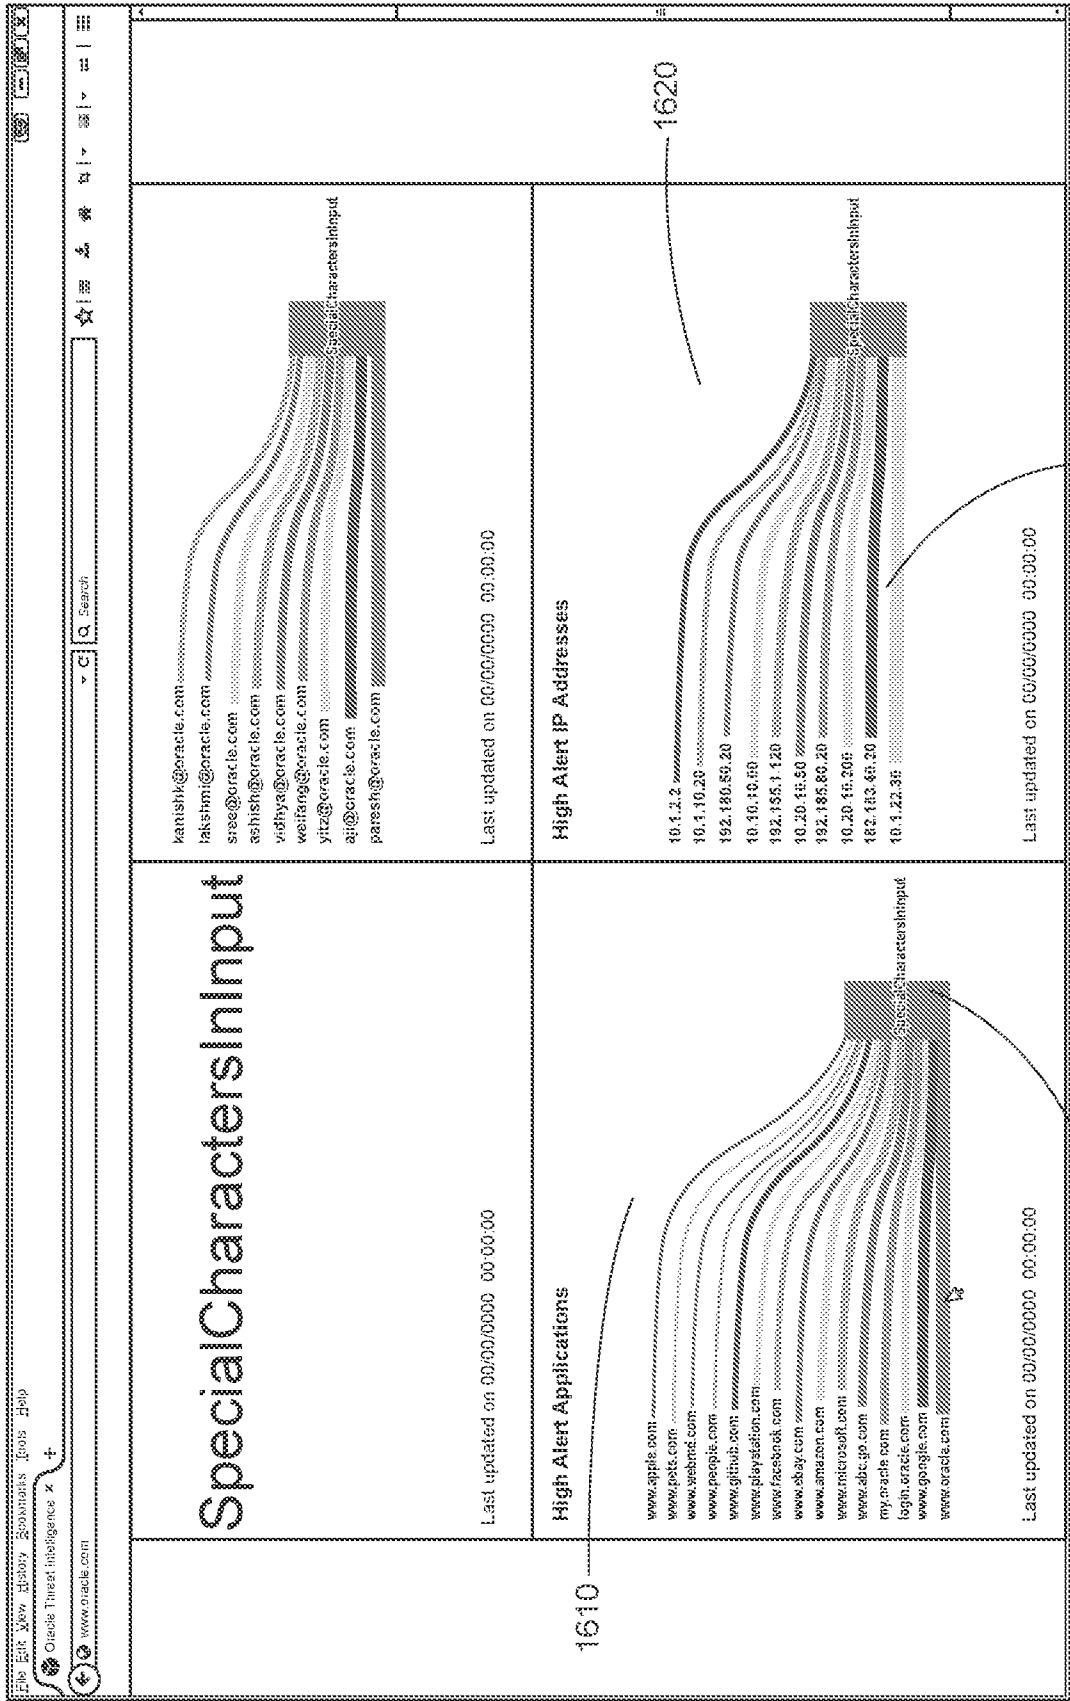 File Edit View History Bookmarks Tools Help
Oracle Threat Intelligence × +
www.oracle.com
Search
SpecialCharactersInInput
Last updated on 00/00/0000 00:00:00
kanishk@oracle.com
lakshmi@oracle.com
sree@oracle.com
ashish@oracle.com
vidhya@oracle.com
weifang@oracle.com
yitz@oracle.com
aji@oracle.com
paresh@oracle.com
SpecialCharactersInInput
Last updated on 00/00/0000 00:00:00
1610
High Alert Applications
www.apple.com
www.pets.com
www.webmd.com
www.people.com
www.github.com
www.playstation.com
www.facebook.com
www.ebay.com
www.amazon.com
www.microsoft.com
www.abc.go.com
my.oracle.com
login.oracle.com
www.google.com
www.oracle.com
SpecialCharactersInInput
Last updated on 00/00/0000 00:00:00
High Alert IP Addresses
1620
10.1.2.2
10.1.10.20
192.180.50.20
10.10.10.60
192.155.1.120
10.20.10.50
192.185.80.20
10.20.10.200
182.183.40.20
10.1.23.30
SpecialCharactersInInput
Last updated on 00/00/0000 00:00:00